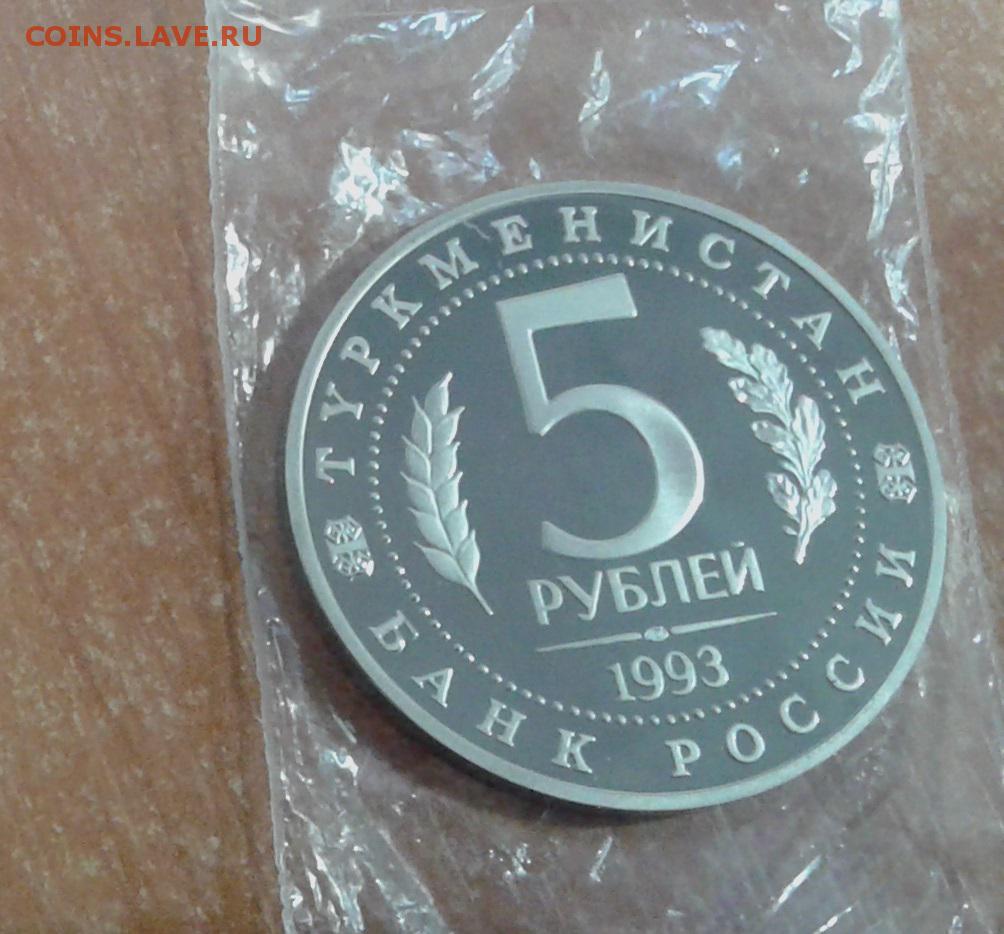 COINS.LAVE.RU
ТУРКМЕНИСТАН
5
РУБЛЕЙ
1993
БАНК РОССИИ